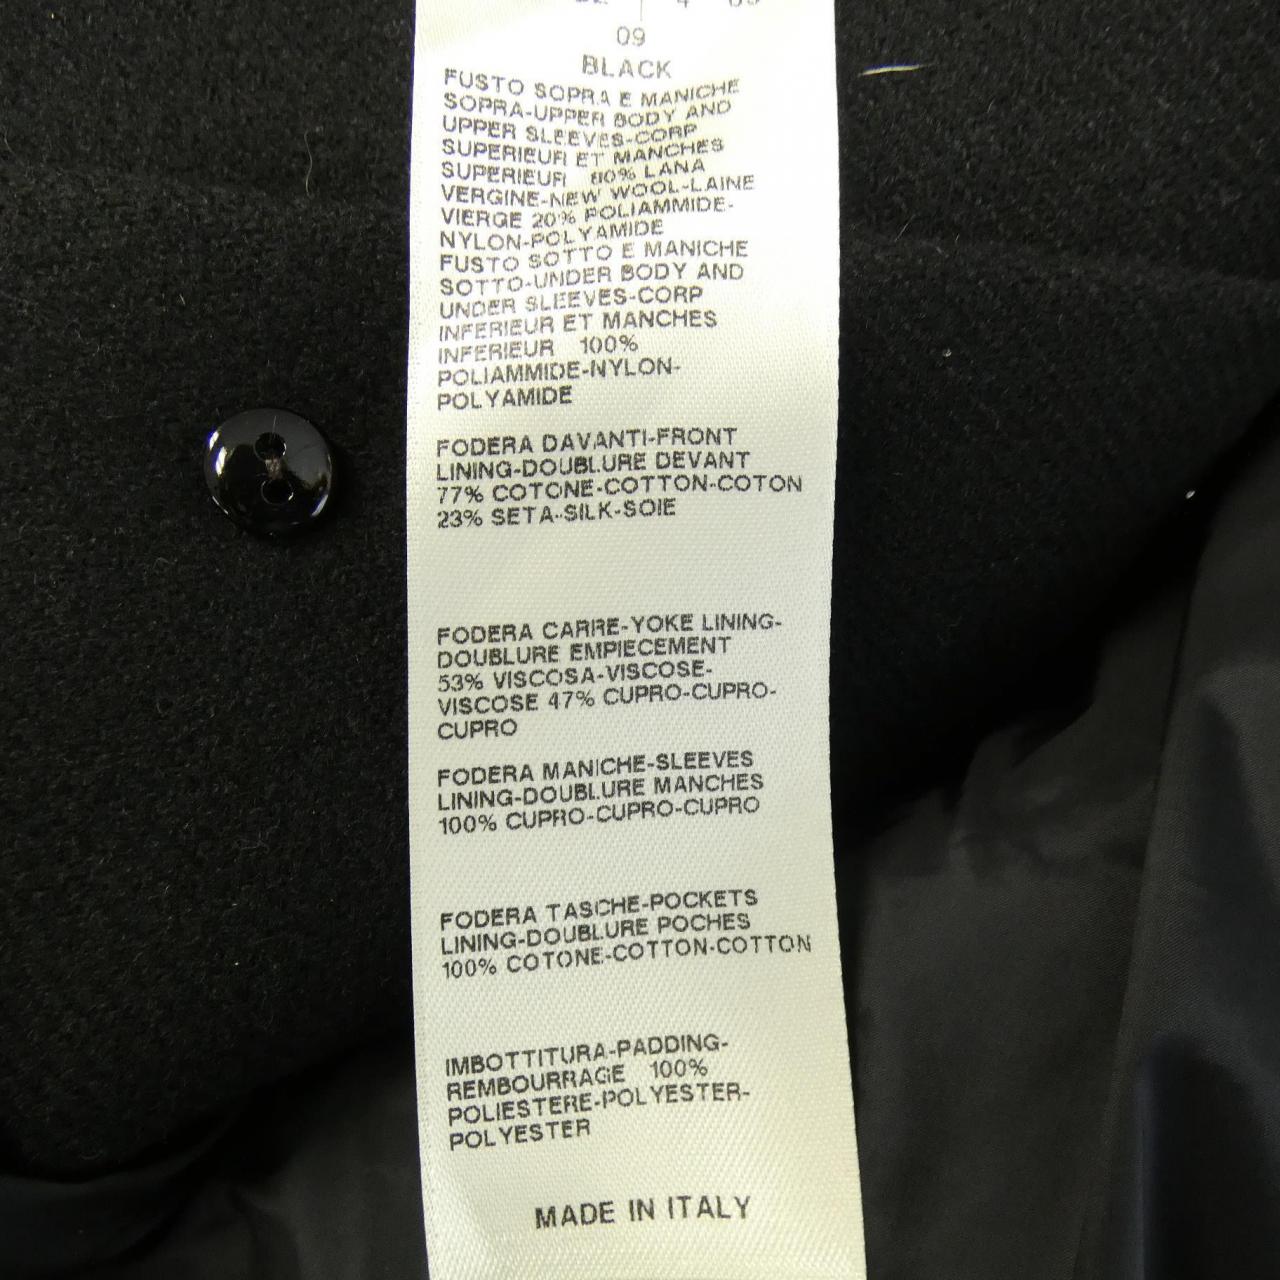 09
BLACK
FUSTO SOPRA E MANICHE
SOPRA-UPPER BODY AND
UPPER SLEEVES-CORP
SUPERIEUR ET MANCHES
SUPERIEUR 80% LANA
VERGINE-NEW WOOL-LAINE
VIERGE 20% POLIAMMIDE-
NYLON-POLYAMIDE
FUSTO SOTTO E MANICHE
SOTTO-UNDER BODY AND
UNDER SLEEVES-CORP
INFERIEUR ET MANCHES
INFERIEUR 100%
POLIAMMIDE-NYLON-
POLYAMIDE
FODERA DAVANTI-FRONT
LINING-DOUBLURE DEVANT
77% COTONE-COTTON-COTON
23% SETA-SILK-SOIE
FODERA CARRE-YOKE LINING-
DOUBLURE EMPIECEMENT
53% VISCOSA-VISCOSE-
VISCOSE 47% CUPRO-CUPRO-
CUPRO
FODERA MANICHE-SLEEVES
LINING-DOUBLURE MANCHES
100% CUPRO-CUPRO-CUPRO
FODERA TASCHE-POCKETS
LINING-DOUBLURE POCHES
100% COTONE-COTTON-COTTON
IMBOTTITURA-PADDING-
REMBOURRAGE 100%
POLIESTERE-POLYESTER-
POLYESTER
MADE IN ITALY